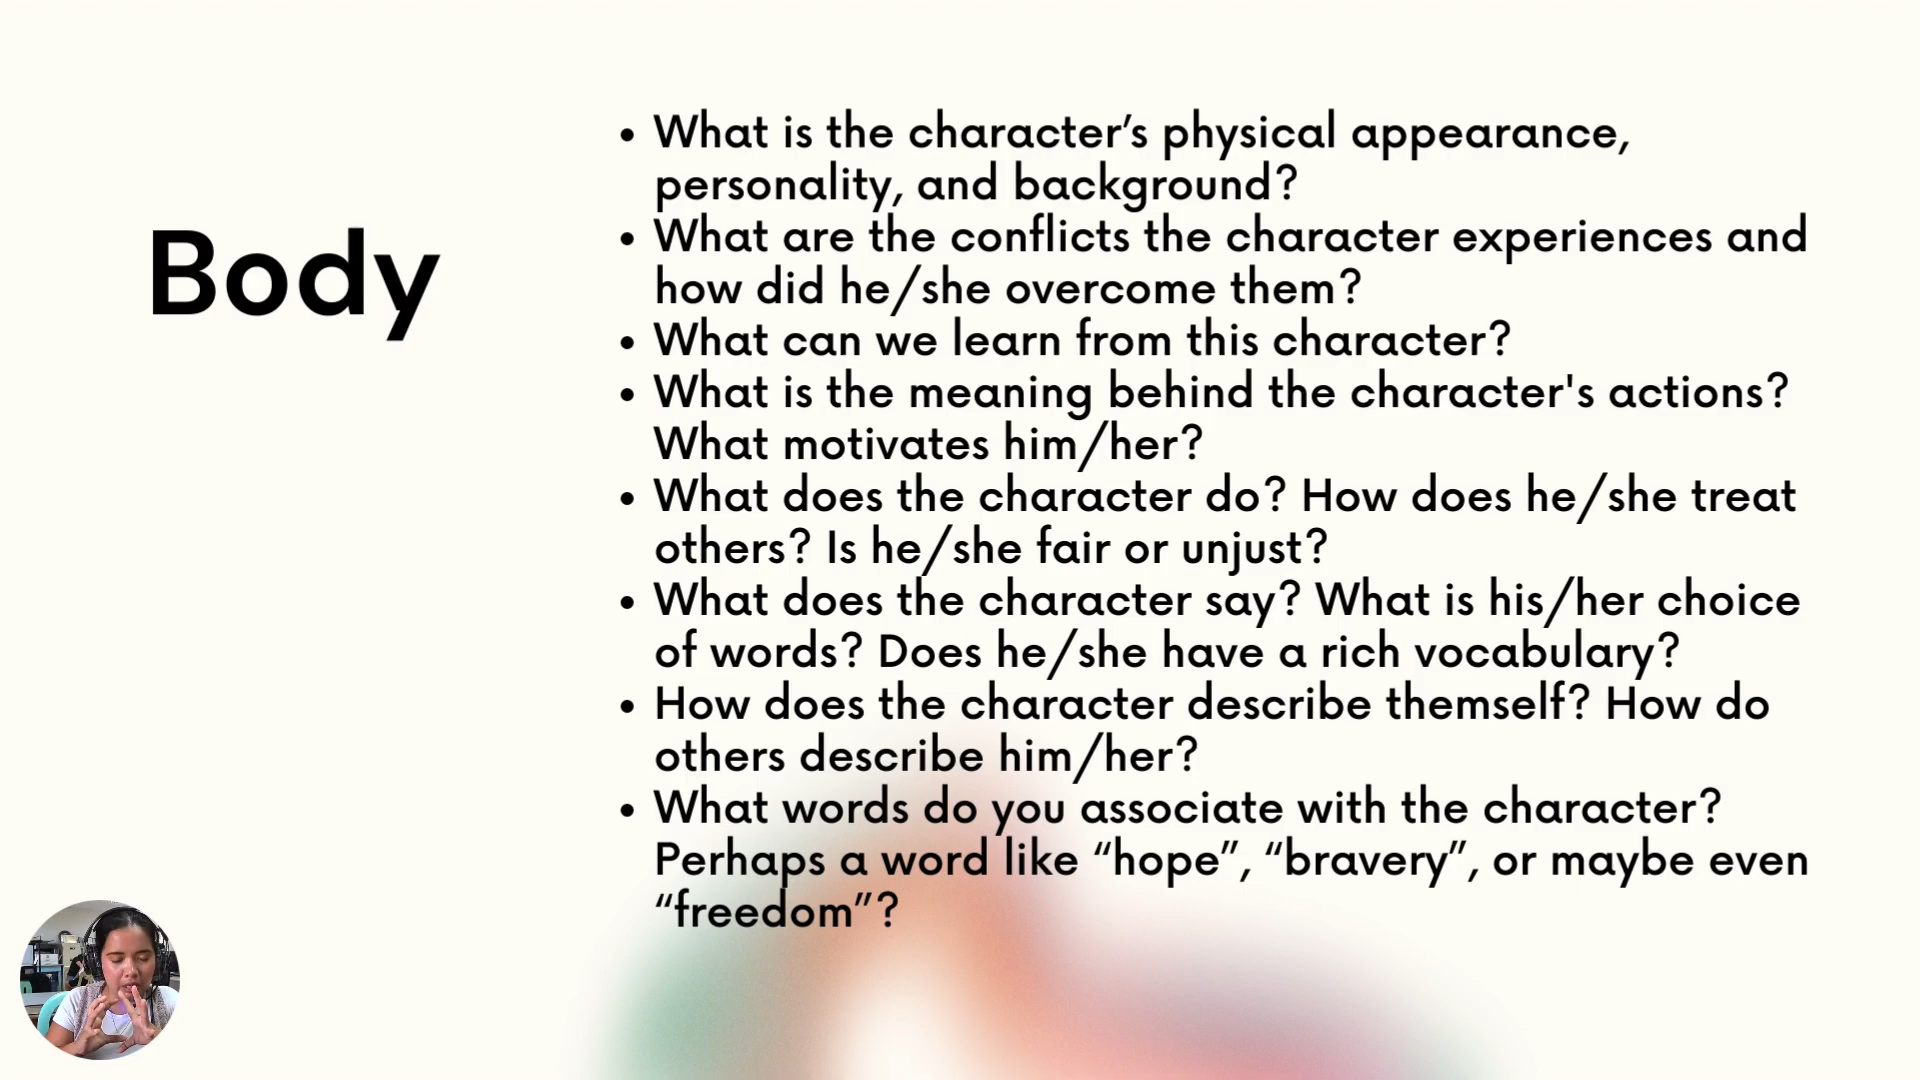 Body
• What is the character’s physical appearance,
personality, and background?
• What are the conflicts the character experiences and
how did he/she overcome them?
• What can we learn from this character?
• What is the meaning behind the character's actions?
What motivates him/her?
• What does the character do? How does he/she treat
others? Is he/she fair or unjust?
• What does the character say? What is his/her choice
of words? Does he/she have a rich vocabulary?
• How does the character describe themself? How do
others describe him/her?
• What words do you associate with the character?
Perhaps a word like “hope”, “bravery”, or maybe even
“freedom”?